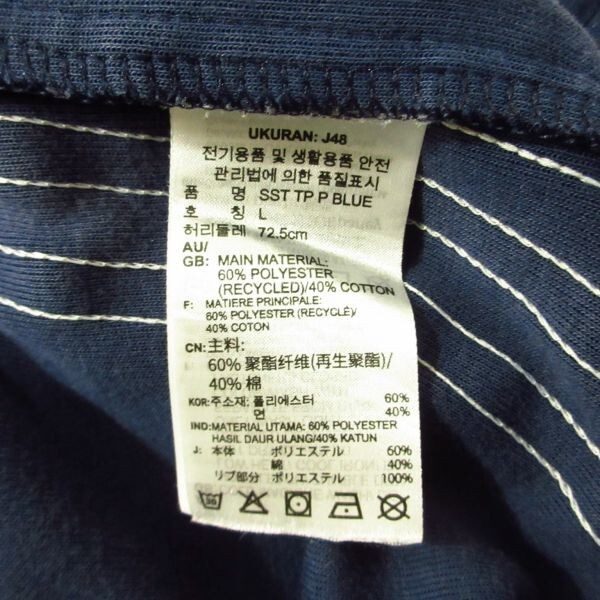 UKURAN: J48
전기용품 및 생활용품 안전
관리법에 의한 품질표시
품 명 SST TP P BLUE
호 칭 L
허리둘레 72.5cm
AU/
GB: MAIN MATERIAL:
60% POLYESTER
(RECYCLED)/40% COTTON
F: MATIERE PRINCIPALE:
60% POLYESTER (RECYCLÉ)/
40% COTON
CN: 主料:
60% 聚酯纤维(再生聚酯)/
40% 棉
KOR: 주소재: 폴리에스터 60%
면 40%
IND: MATERIAL UTAMA: 60% POLYESTER
HASIL DAUR ULANG/40% KATUN
J: 本体 ポリエステル 60%
綿 40%
リブ部分 ポリエステル 100%